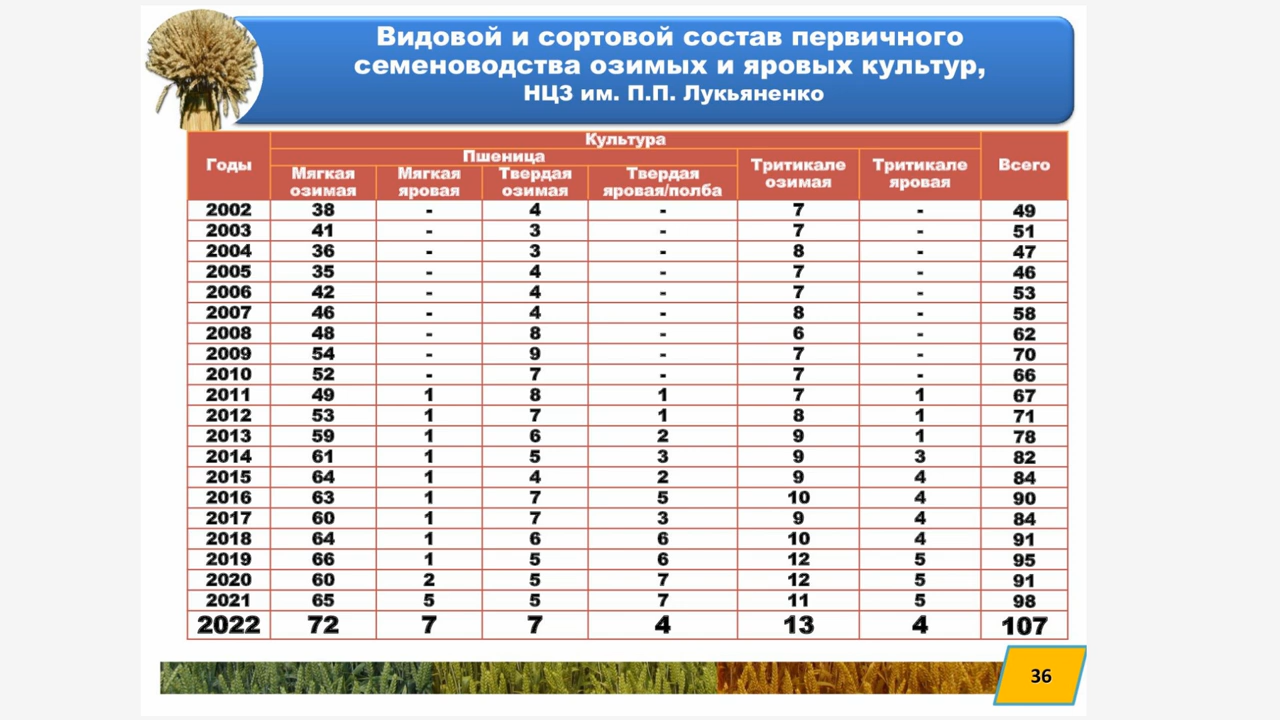 Видовой и сортовой состав первичного
семеноводства озимых и яровых культур,
НЦЗ им. П.П. Лукьяненко
Годы Культура Всего
Пшеница Тритикале озимая Тритикале яровая
Мягкая озимая Мягкая яровая Твердая озимая Твердая яровая/полба
2002 38 - 4 - 7 - 49
2003 41 - 3 - 7 - 51
2004 36 - 3 - 8 - 47
2005 35 - 4 - 7 - 46
2006 42 - 4 - 7 - 53
2007 46 - 4 - 8 - 58
2008 48 - 8 - 6 - 62
2009 54 - 9 - 7 - 70
2010 52 - 7 - 7 - 66
2011 49 1 8 1 7 1 67
2012 53 1 7 1 8 1 71
2013 59 1 6 2 9 1 78
2014 61 1 5 3 9 3 82
2015 64 1 4 2 9 4 84
2016 63 1 7 5 10 4 90
2017 60 1 7 3 9 4 84
2018 64 1 6 6 10 4 91
2019 66 1 5 6 12 5 95
2020 60 2 5 7 12 5 91
2021 65 5 5 7 11 5 98
2022 72 7 7 4 13 4 107
36